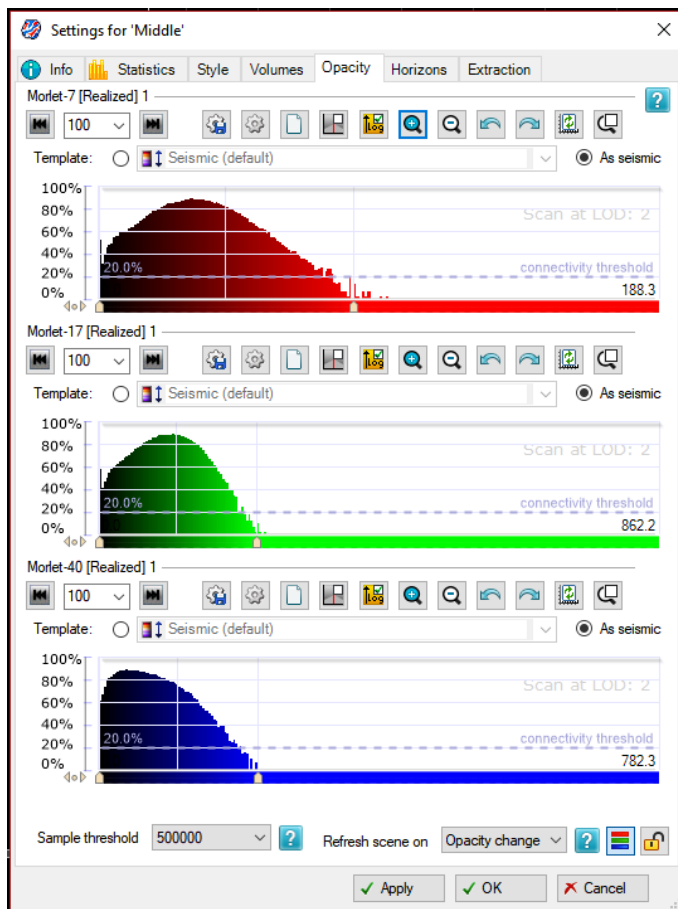 Settings for 'Middle'
Info Statistics Style Volumes Opacity Horizons Extraction
Morlet-7 [Realized] 1
100
Template: Seismic (default) As seismic
100%
80%
60%
40%
20%
0%
Scan at LOD: 2
20.0% connectivity threshold
188.3
Morlet-17 [Realized] 1
100
Template: Seismic (default) As seismic
100%
80%
60%
40%
20%
0%
Scan at LOD: 2
20.0% connectivity threshold
862.2
Morlet-40 [Realized] 1
100
Template: Seismic (default) As seismic
100%
80%
60%
40%
20%
0%
Scan at LOD: 2
20.0% connectivity threshold
782.3
Sample threshold 500000 ? Refresh scene on Opacity change ?
Apply OK Cancel